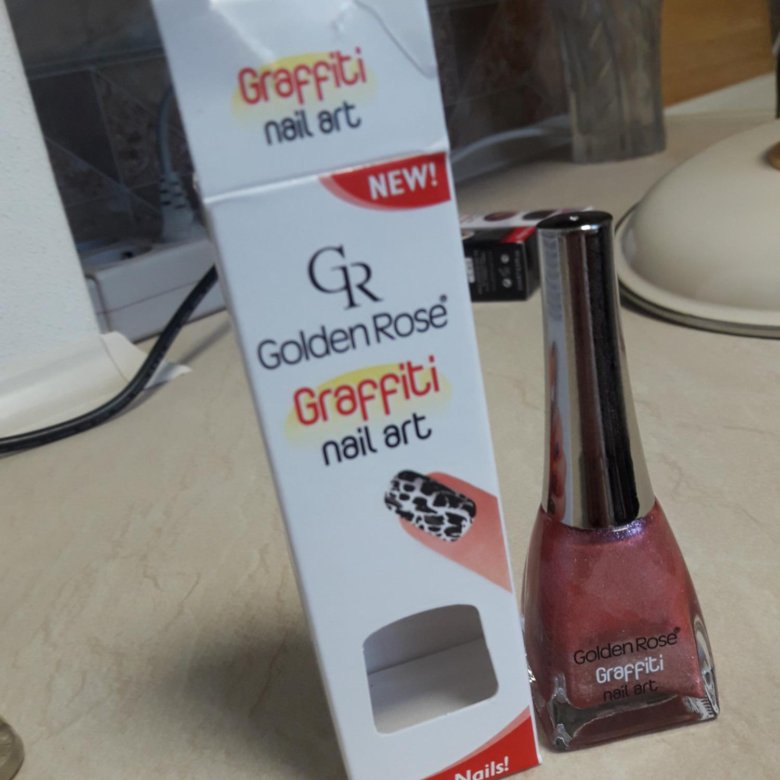 Graffiti
nail art
NEW!
GR
Golden Rose®
Graffiti
nail art
Nails!
Golden Rose®
Graffiti
nail art